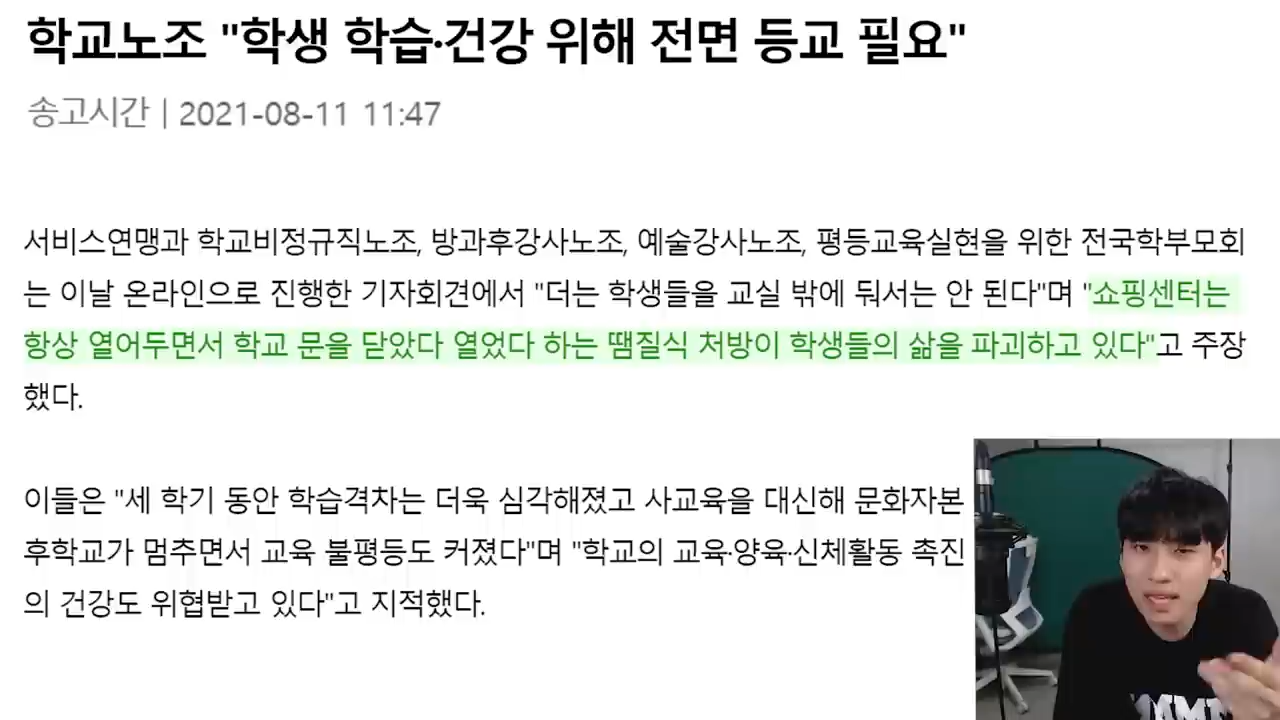 학교노조 "학생 학습·건강 위해 전면 등교 필요"
송고시간 | 2021-08-11 11:47
서비스연맹과 학교비정규직노조, 방과후강사노조, 예술강사노조, 평등교육실현을 위한 전국학부모회
는 이날 온라인으로 진행한 기자회견에서 "더는 학생들을 교실 밖에 둬서는 안 된다"며 "쇼핑센터는
항상 열어두면서 학교 문을 닫았다 열었다 하는 땜질식 처방이 학생들의 삶을 파괴하고 있다"고 주장
했다.
이들은 "세 학기 동안 학습격차는 더욱 심각해졌고 사교육을 대신해 문화자본
후학교가 멈추면서 교육 불평등도 커졌다"며 "학교의 교육·양육·신체활동 촉진
의 건강도 위협받고 있다"고 지적했다.